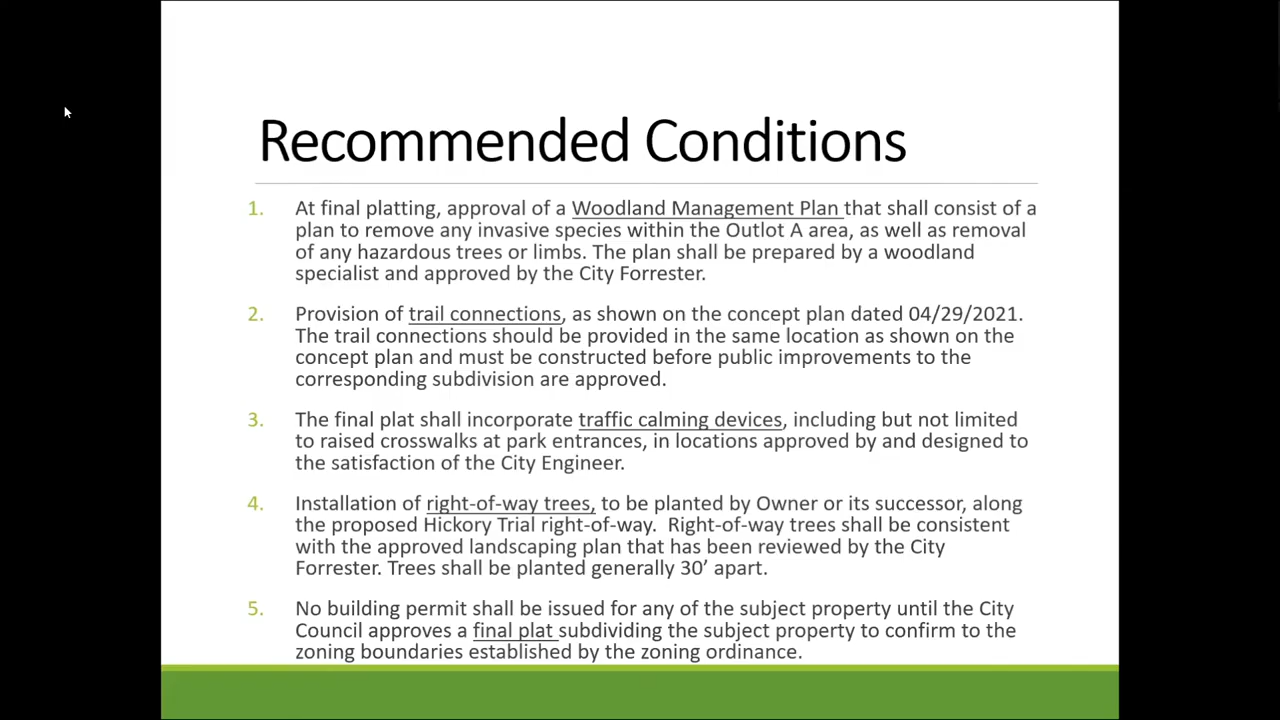 Recommended Conditions
1. At final platting, approval of a Woodland Management Plan that shall consist of a
plan to remove any invasive species within the Outlot A area, as well as removal
of any hazardous trees or limbs. The plan shall be prepared by a woodland
specialist and approved by the City Forrester.
2. Provision of trail connections, as shown on the concept plan dated 04/29/2021.
The trail connections should be provided in the same location as shown on the
concept plan and must be constructed before public improvements to the
corresponding subdivision are approved.
3. The final plat shall incorporate traffic calming devices, including but not limited
to raised crosswalks at park entrances, in locations approved by and designed to
the satisfaction of the City Engineer.
4. Installation of right-of-way trees, to be planted by Owner or its successor, along
the proposed Hickory Trial right-of-way. Right-of-way trees shall be consistent
with the approved landscaping plan that has been reviewed by the City
Forrester. Trees shall be planted generally 30’ apart.
5. No building permit shall be issued for any of the subject property until the City
Council approves a final plat subdividing the subject property to confirm to the
zoning boundaries established by the zoning ordinance.